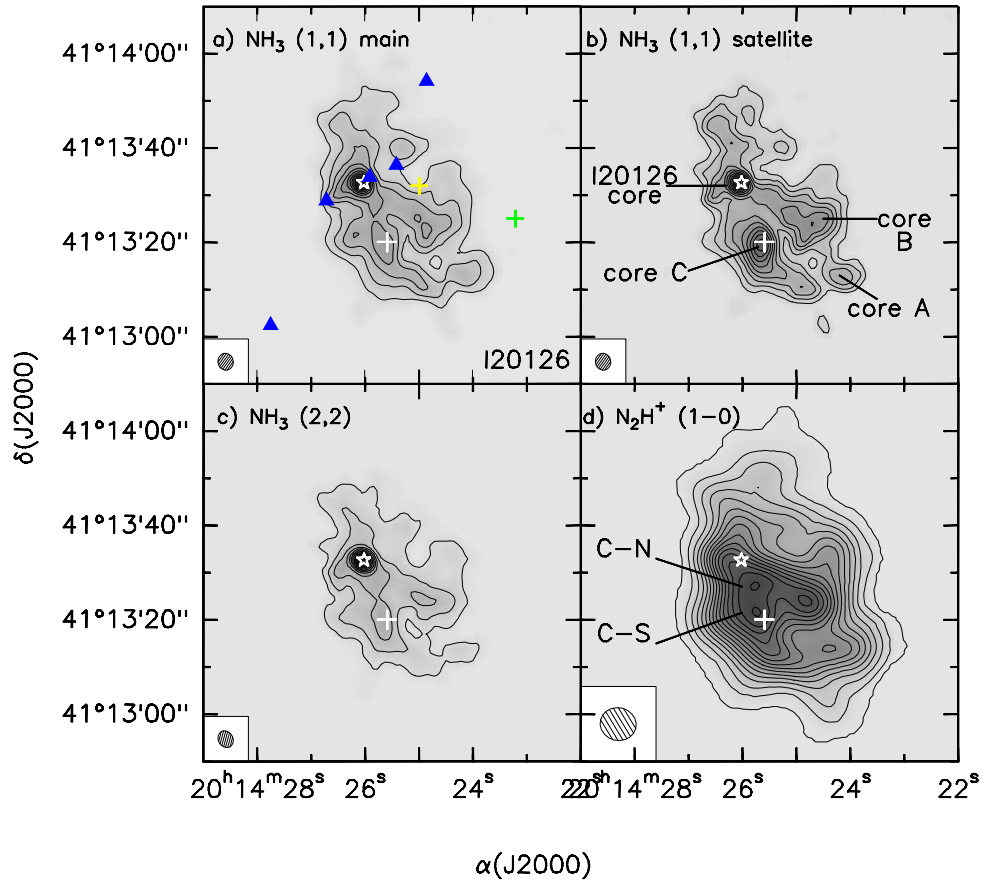 a) NH₃ (1,1) main
b) NH₃ (1,1) satellite
41°14'00"
41°13'40"
41°13'20"
41°13'00"
I20126
core
core
B
core C
core A
I20126
c) NH₃ (2,2)
d) N₂H⁺ (1−0)
41°14'00"
41°13'40"
41°13'20"
41°13'00"
C−N
C−S
δ(J2000)
20ʰ14ᵐ28ˢ 26ˢ 24ˢ 22ˢ
20ʰ14ᵐ28ˢ 26ˢ 24ˢ 22ˢ
α(J2000)